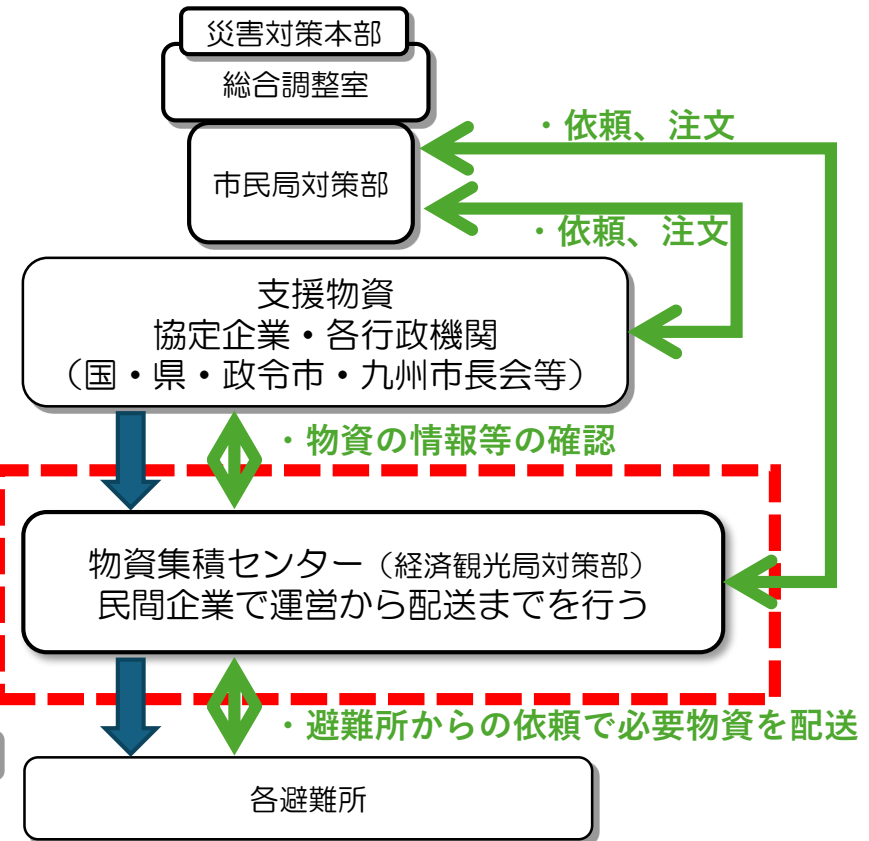 災害対策本部
総合調整室
・依頼、注文
市民局対策部
・依頼、注文
支援物資
協定企業・各行政機関
（国・県・政令市・九州市長会等）
・物資の情報等の確認
物資集積センター（経済観光局対策部）
民間企業で運営から配送までを行う
・避難所からの依頼で必要物資を配送
各避難所